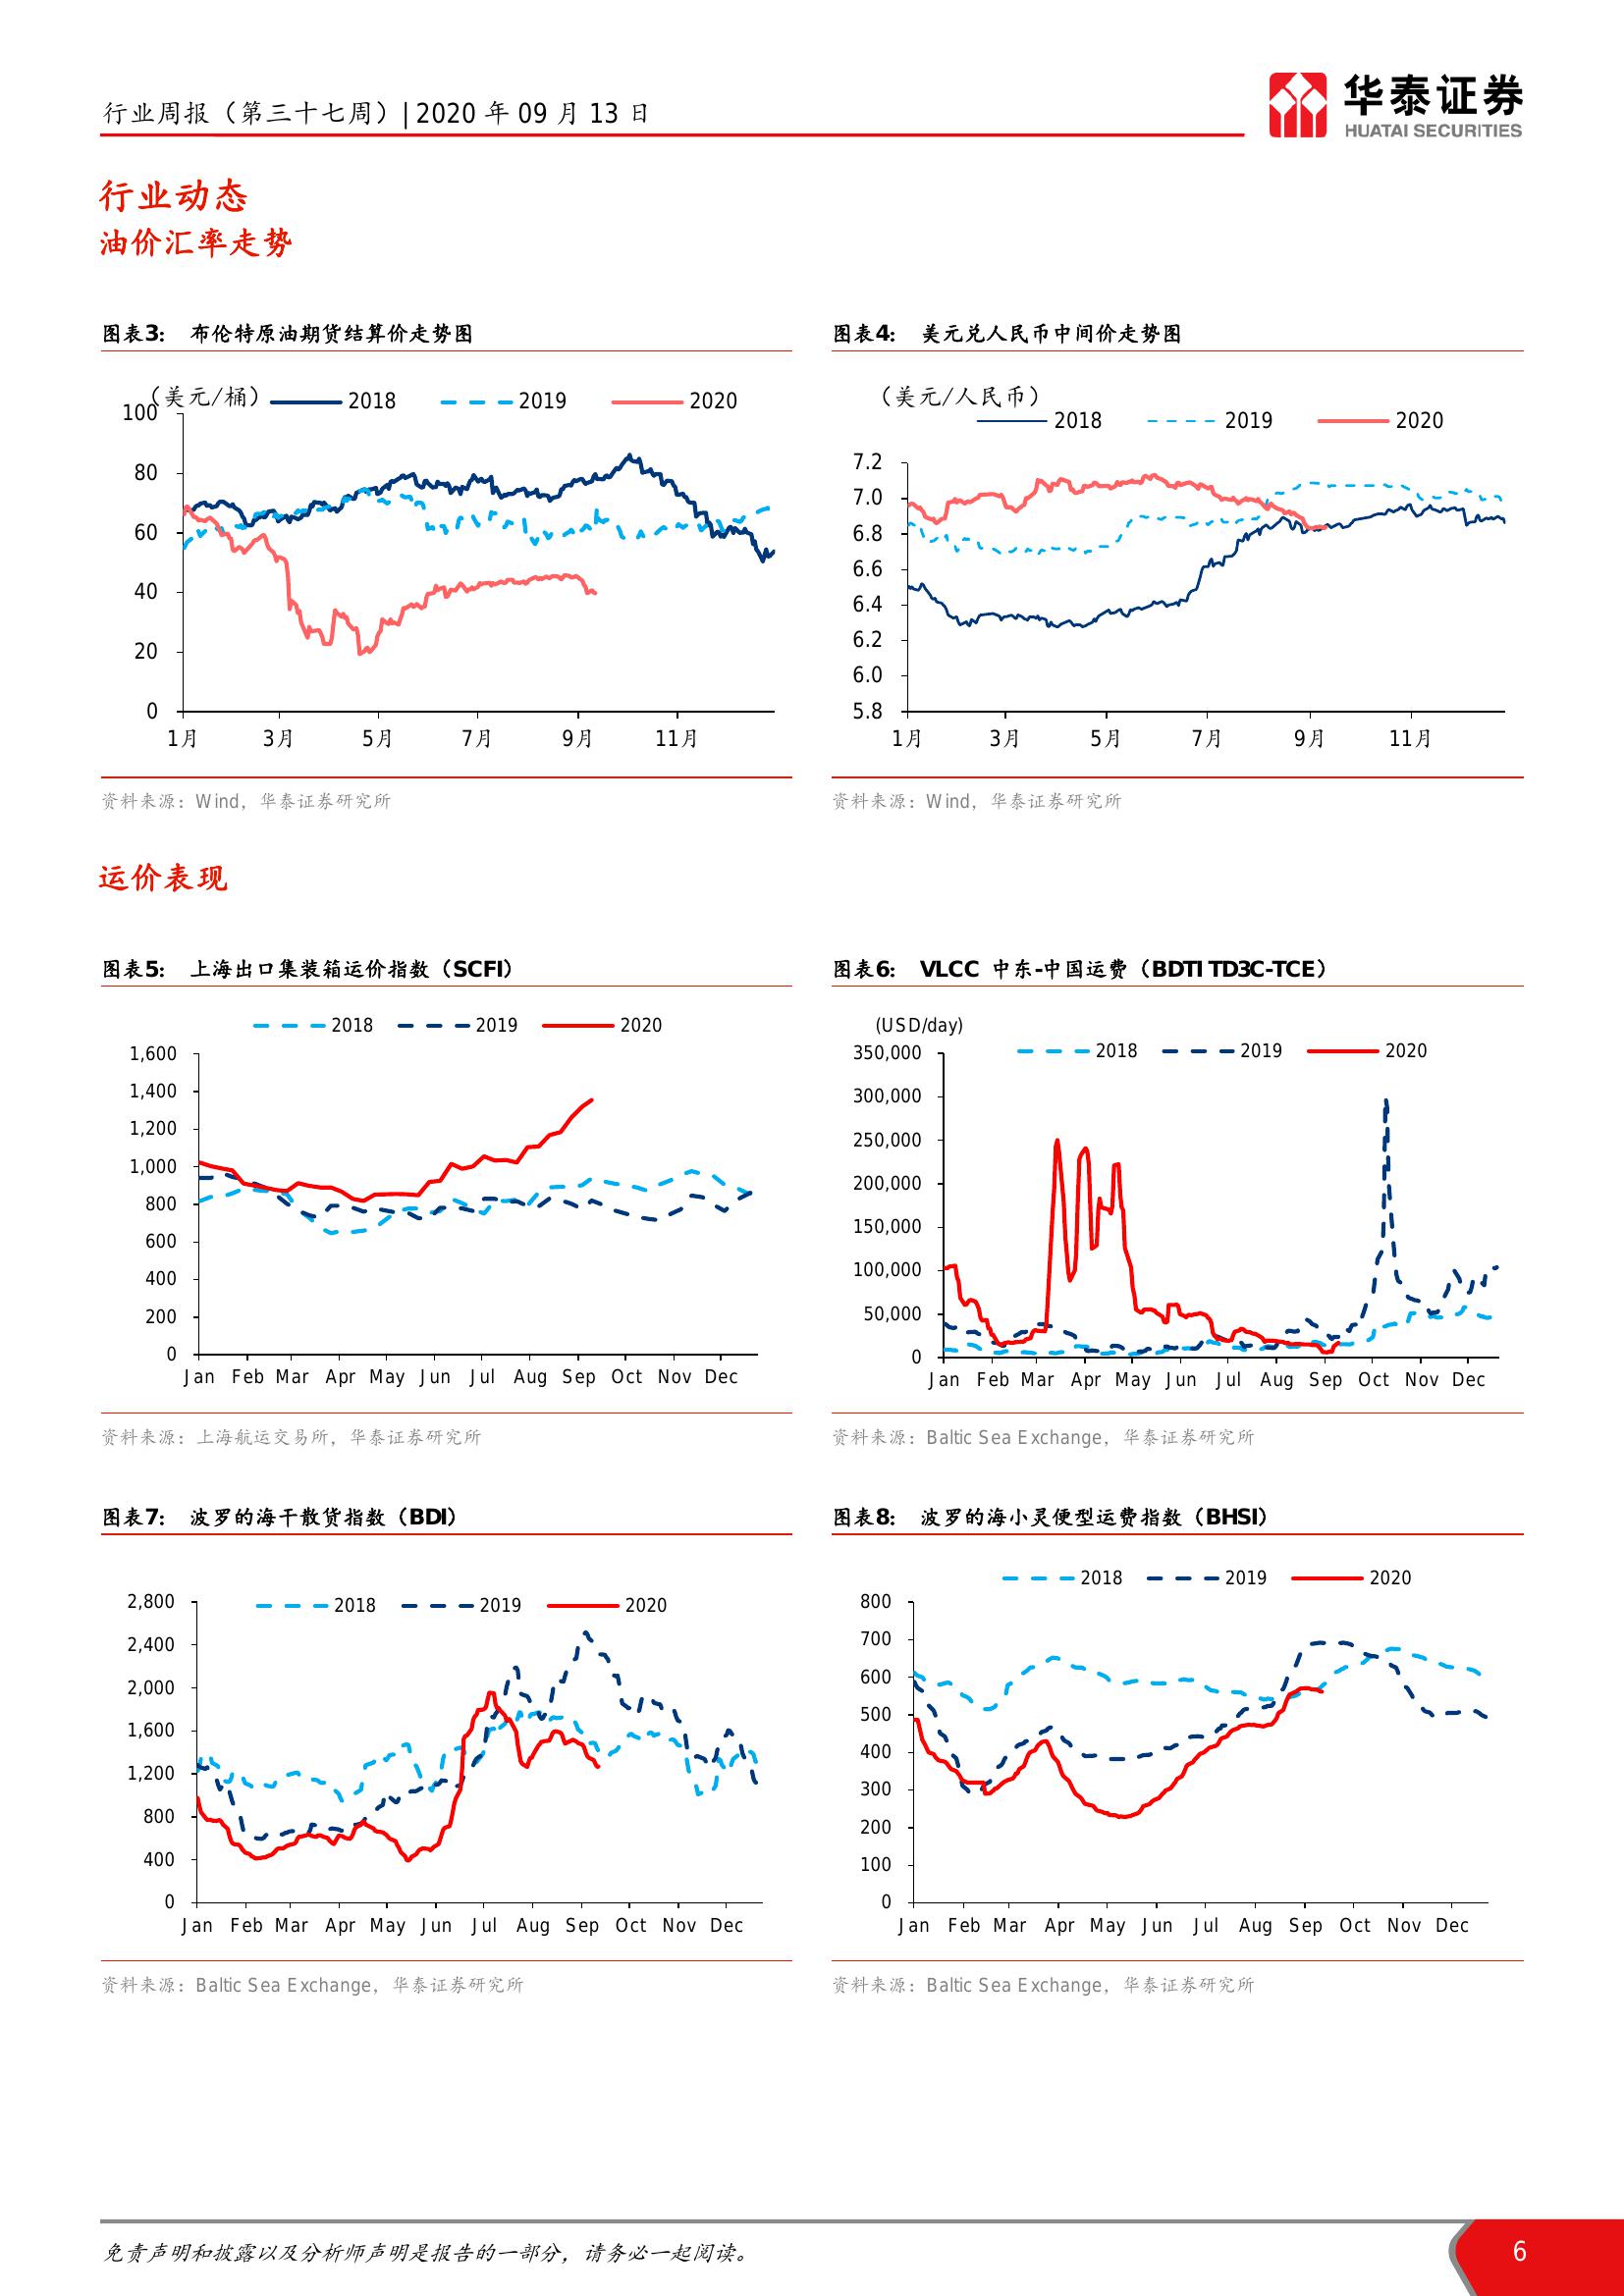 行业周报（第三十七周）| 2020 年 09 月 13 日
华泰证券
HUATAI SECURITIES
行业动态
油价汇率走势
图表3： 布伦特原油期货结算价走势图
（美元/桶）
2018 2019 2020
100
80
60
40
20
0
1月 3月 5月 7月 9月 11月
资料来源：Wind，华泰证券研究所
图表4： 美元兑人民币中间价走势图
（美元/人民币）
2018 2019 2020
7.2
7.0
6.8
6.6
6.4
6.2
6.0
5.8
1月 3月 5月 7月 9月 11月
资料来源：Wind，华泰证券研究所
运价表现
图表5： 上海出口集装箱运价指数（SCFI）
2018 2019 2020
1,600
1,400
1,200
1,000
800
600
400
200
0
Jan Feb Mar Apr May Jun Jul Aug Sep Oct Nov Dec
资料来源：上海航运交易所，华泰证券研究所
图表6： VLCC 中东-中国运费（BDTI TD3C-TCE）
(USD/day)
2018 2019 2020
350,000
300,000
250,000
200,000
150,000
100,000
50,000
0
Jan Feb Mar Apr May Jun Jul Aug Sep Oct Nov Dec
资料来源：Baltic Sea Exchange，华泰证券研究所
图表7： 波罗的海干散货指数（BDI）
2018 2019 2020
2,800
2,400
2,000
1,600
1,200
800
400
0
Jan Feb Mar Apr May Jun Jul Aug Sep Oct Nov Dec
资料来源：Baltic Sea Exchange，华泰证券研究所
图表8： 波罗的海小灵便型运费指数（BHSI）
2018 2019 2020
800
700
600
500
400
300
200
100
0
Jan Feb Mar Apr May Jun Jul Aug Sep Oct Nov Dec
资料来源：Baltic Sea Exchange，华泰证券研究所
免责声明和披露以及分析师声明是报告的一部分，请务必一起阅读。
6